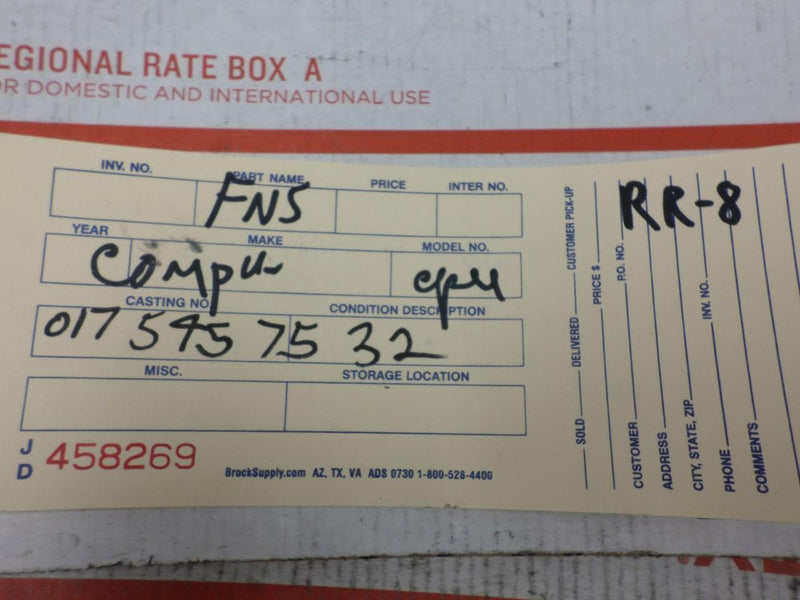 EGIONAL RATE BOX A
OR DOMESTIC AND INTERNATIONAL USE
INV. NO. PART NAME PRICE INTER NO.
FNS
YEAR MAKE MODEL NO.
Compu cpu
CASTING NO. CONDITION DESCRIPTION
017 545 75 32
MISC. STORAGE LOCATION
JD 458269
BrockSupply.com AZ, TX, VA ADS 0730 1-800-528-4400
RR-8
SOLD DELIVERED CUSTOMER PICK-UP
PRICE $
CUSTOMER P.O. NO.
ADDRESS
CITY, STATE, ZIP INV. NO.
PHONE
COMMENTS